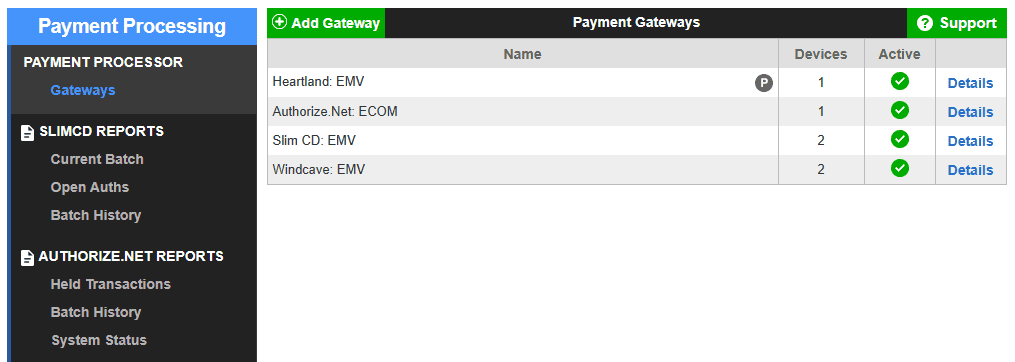 Payment Processing
PAYMENT PROCESSOR
Gateways
SLIMCD REPORTS
Current Batch
Open Auths
Batch History
AUTHORIZE.NET REPORTS
Held Transactions
Batch History
System Status
Add Gateway Payment Gateways ? Support
Name Devices Active
Heartland: EMV P 1 Details
Authorize.Net: ECOM 1 Details
Slim CD: EMV 2 Details
Windcave: EMV 2 Details